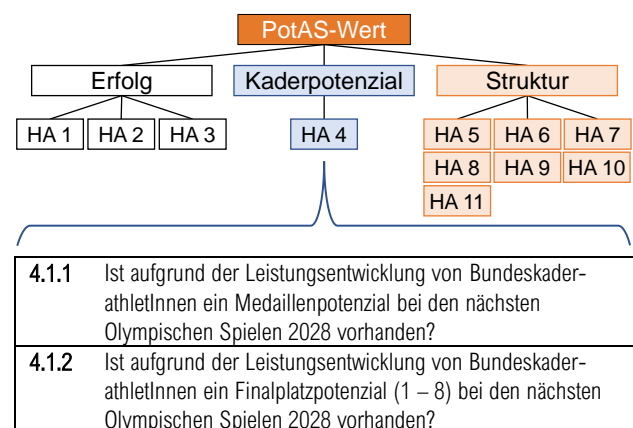 PotAS-Wert
Erfolg Kaderpotenzial Struktur
HA 1 HA 2 HA 3 HA 4 HA 5 HA 6 HA 7
HA 8 HA 9 HA 10
HA 11
4.1.1 Ist aufgrund der Leistungsentwicklung von Bundeskader-
athletInnen ein Medaillenpotenzial bei den nächsten
Olympischen Spielen 2028 vorhanden?
4.1.2 Ist aufgrund der Leistungsentwicklung von Bundeskader-
athletInnen ein Finalplatzpotenzial (1 – 8) bei den nächsten
Olympischen Spielen 2028 vorhanden?